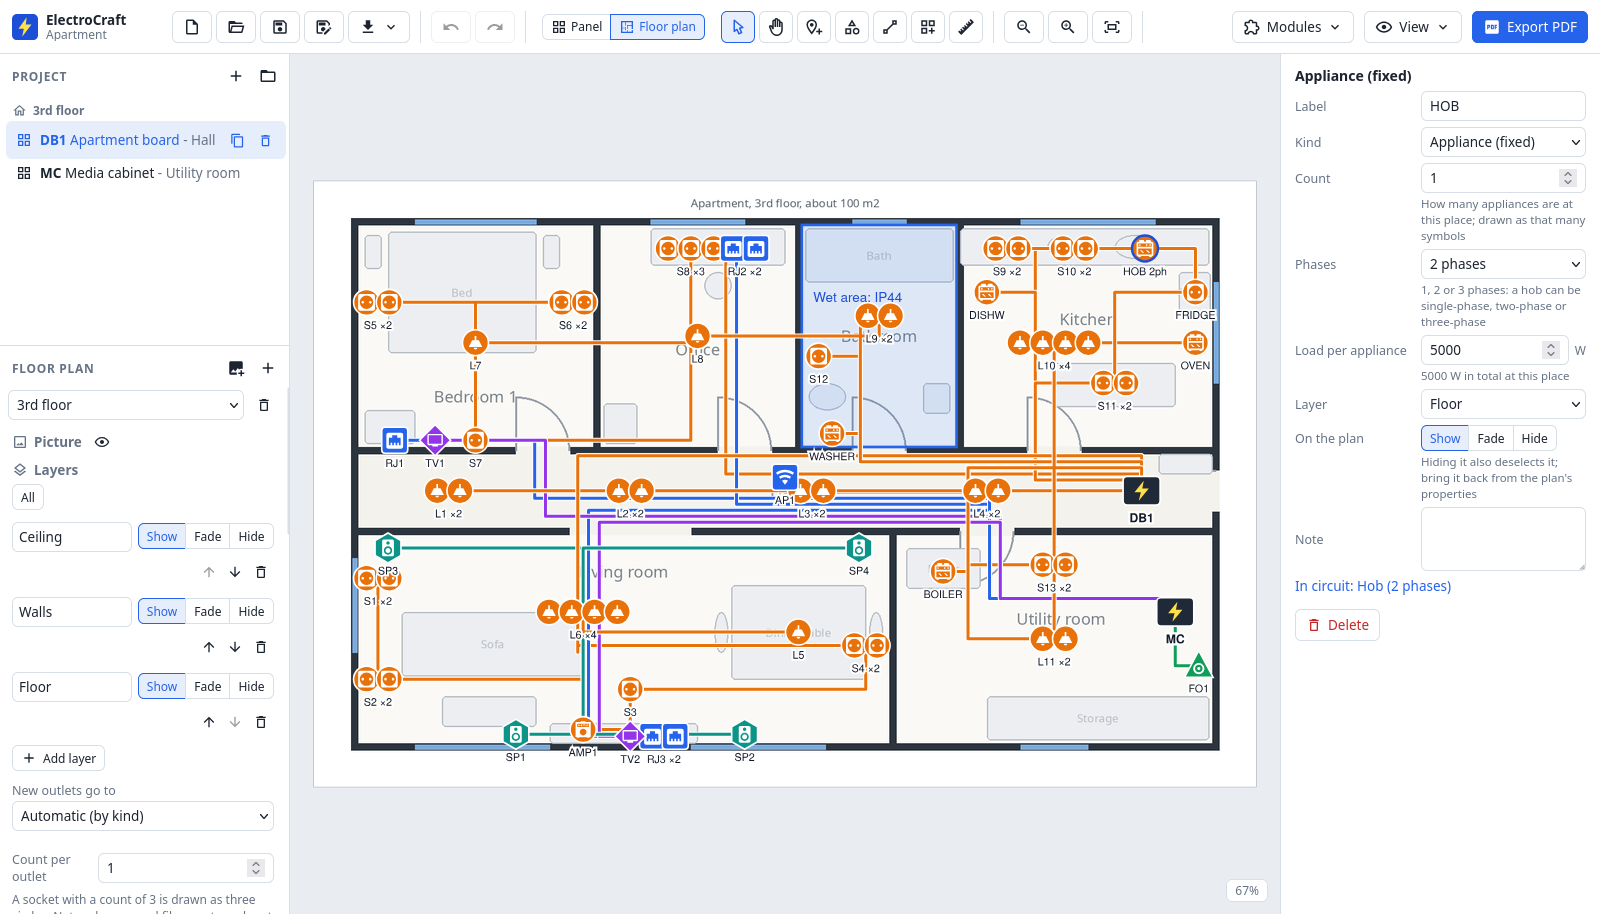 ElectroCraft
Apartment
Panel
Floor plan
Modules
View
Export PDF
PROJECT
3rd floor
DB1 Apartment board - Hall
MC Media cabinet - Utility room
FLOOR PLAN
3rd floor
Picture
Layers
All
Ceiling
Show
Fade
Hide
Walls
Show
Fade
Hide
Floor
Show
Fade
Hide
Add layer
New outlets go to
Automatic (by kind)
Count per outlet
1
A socket with a count of 3 is drawn as three
Apartment, 3rd floor, about 100 m2
Bed
Bath
S8 ×3
RJ2 ×2
S9 ×2
S10 ×2
HOB 2ph
Wet area: IP44
DISHW
FRIDGE
S5 ×2
S6 ×2
Kitchen
L9 ×2
L7
L8
L10 ×4
OVEN
S12
Bedroom 1
S11 ×2
RJ1
TV1
S7
WASHER
AP1
L1 ×2
L2 ×2
L3 ×2
L4 ×2
DB1
SP3
SP4
S1 ×2
S13 ×2
BOILER
L6 ×4
Utility room
Sofa
L5
S4 ×2
MC
L11 ×2
S2 ×2
FO1
S3
Storage
SP1
AMP1
TV2
RJ3 ×2
SP2
67%
Appliance (fixed)
Label
HOB
Kind
Appliance (fixed)
Count
1
How many appliances are at
this place; drawn as that many
symbols
Phases
2 phases
1, 2 or 3 phases: a hob can be
single-phase, two-phase or
three-phase
Load per appliance
5000
W
5000 W in total at this place
Layer
Floor
On the plan
Show
Fade
Hide
Hiding it also deselects it;
bring it back from the plan's
properties
Note
In circuit: Hob (2 phases)
Delete